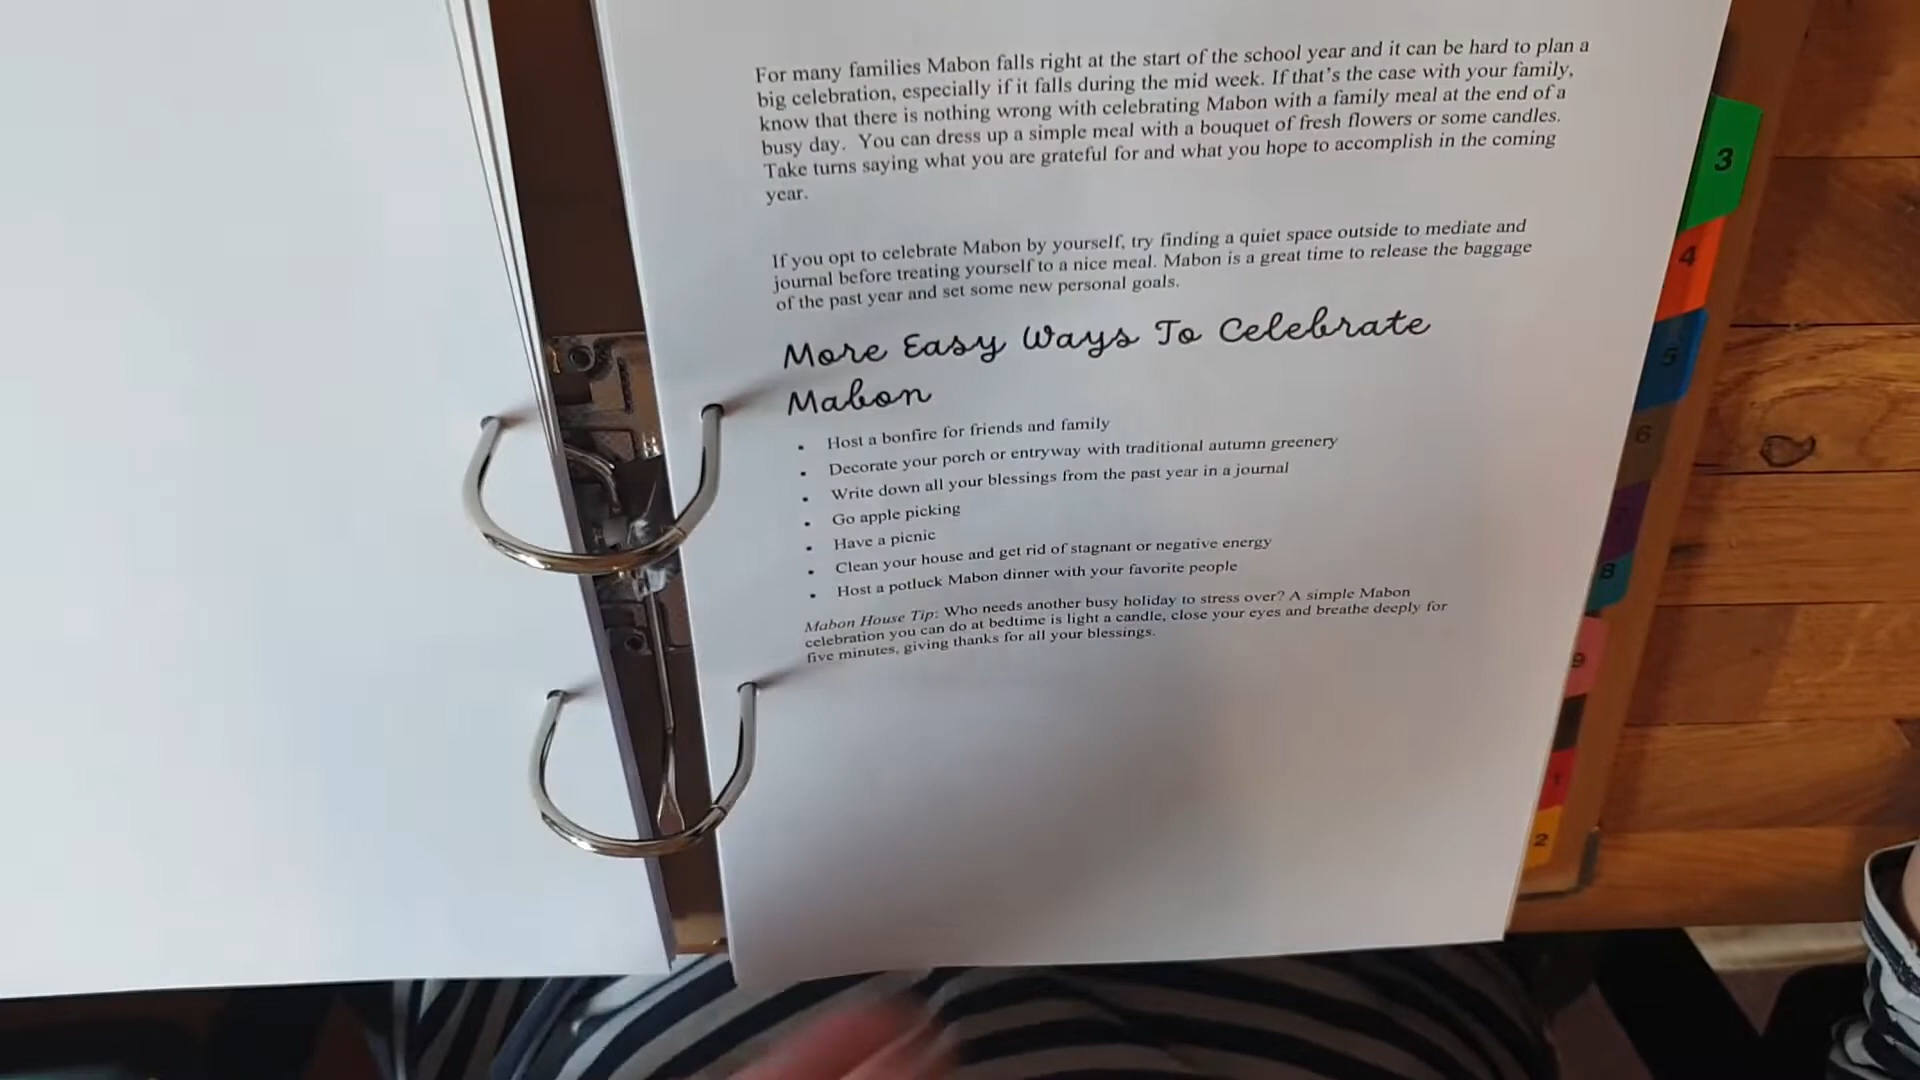 For many families Mabon falls right at the start of the school year and it can be hard to plan a
big celebration, especially if it falls during the mid week. If that's the case with your family,
know that there is nothing wrong with celebrating Mabon with a family meal at the end of a
busy day. You can dress up a simple meal with a bouquet of fresh flowers or some candles.
Take turns saying what you are grateful for and what you hope to accomplish in the coming
year.
If you opt to celebrate Mabon by yourself, try finding a quiet space outside to mediate and
journal before treating yourself to a nice meal. Mabon is a great time to release the baggage
of the past year and set some new personal goals.
More Easy Ways To Celebrate
Mabon
• Host a bonfire for friends and family
• Decorate your porch or entryway with traditional autumn greenery
• Write down all your blessings from the past year in a journal
• Go apple picking
• Have a picnic
• Clean your house and get rid of stagnant or negative energy
• Host a potluck Mabon dinner with your favorite people
Mabon House Tip: Who needs another busy holiday to stress over? A simple Mabon
celebration you can do at bedtime is light a candle, close your eyes and breathe deeply for
five minutes, giving thanks for all your blessings.
3
4
5
6
8
9
1
2